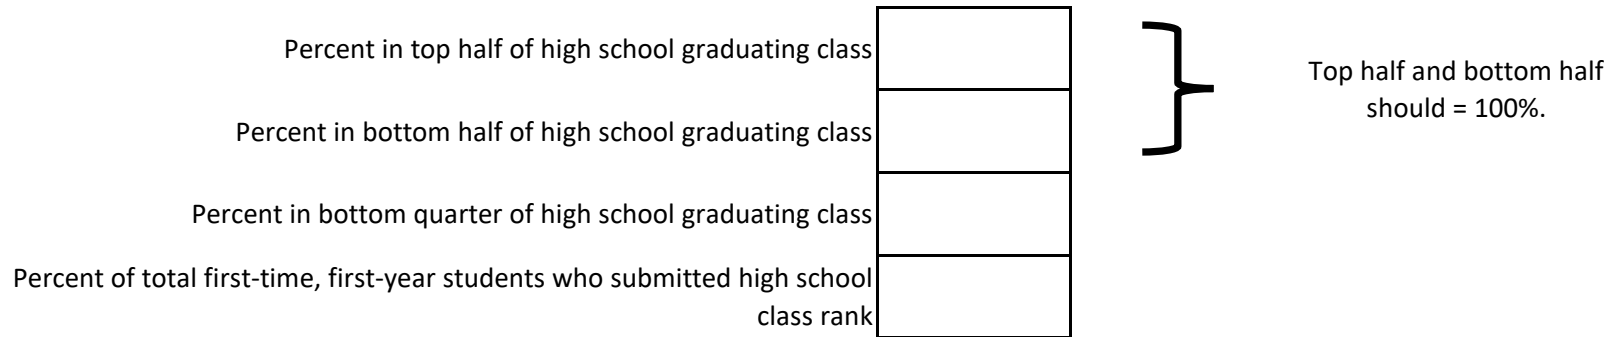 Percent in top half of high school graduating class
Top half and bottom half
should = 100%.
Percent in bottom half of high school graduating class
Percent in bottom quarter of high school graduating class
Percent of total first-time, first-year students who submitted high school
class rank